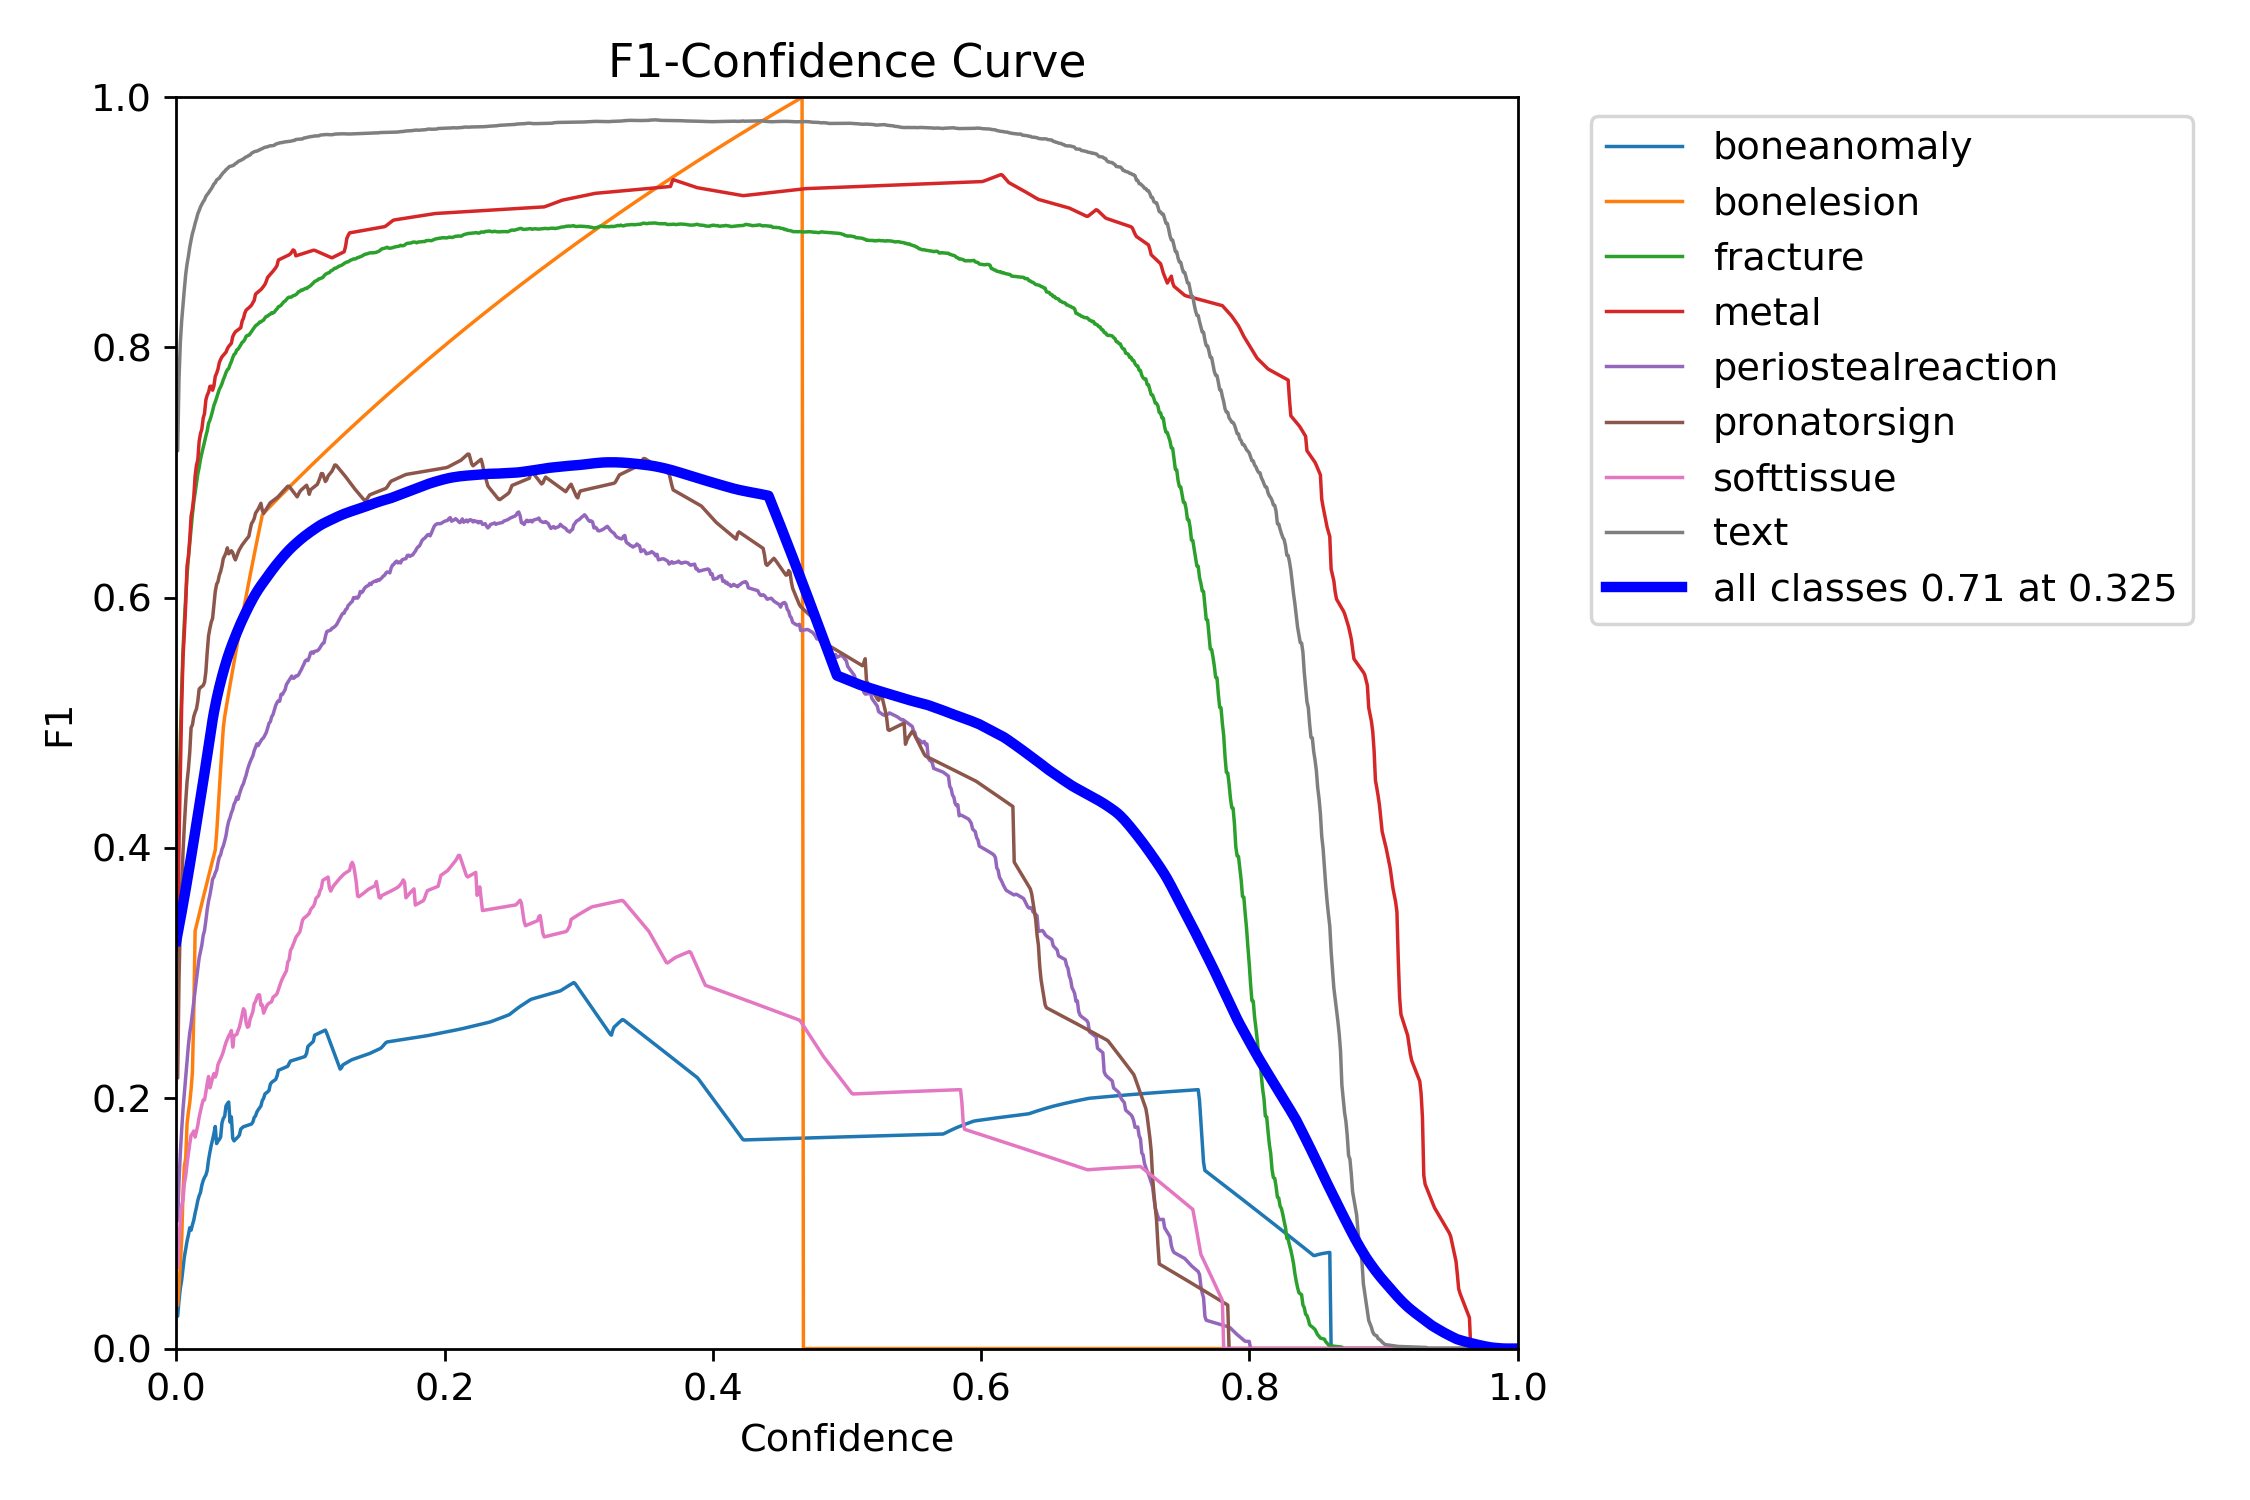 F1-Confidence Curve
1.0
0.8
0.6
0.4
0.2
0.0
F1
0.0 0.2 0.4 0.6 0.8 1.0
Confidence
boneanomaly
bonelesion
fracture
metal
periostealreaction
pronatorsign
softtissue
text
all classes 0.71 at 0.325